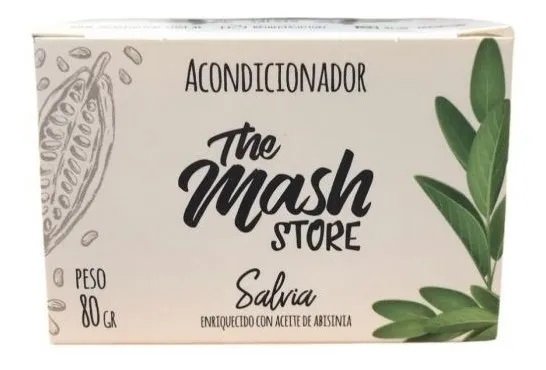 ACONDICIONADOR
The
Mash
STORE
Salvia
ENRIQUECIDO CON ACEITE DE ABISINIA
PESO
80 GR